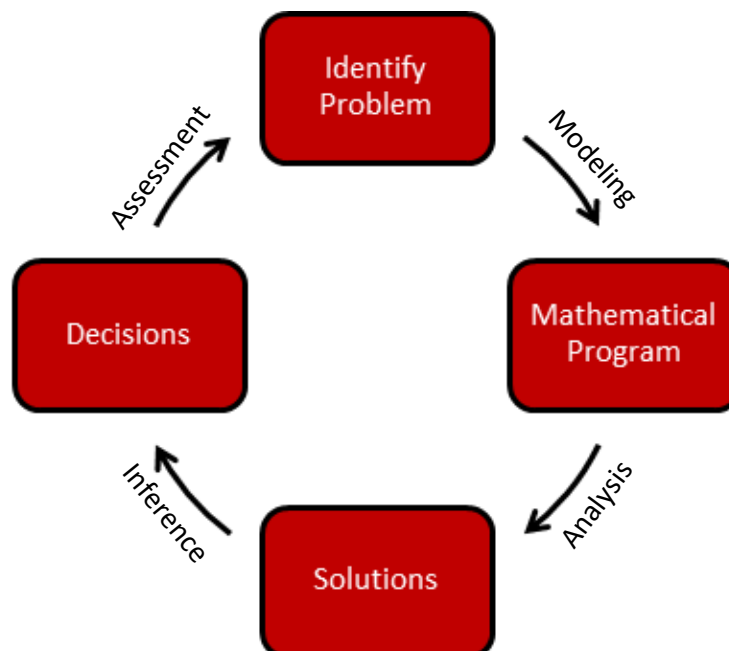 Identify
Problem
Modeling
Mathematical
Program
Analysis
Solutions
Inference
Decisions
Assessment